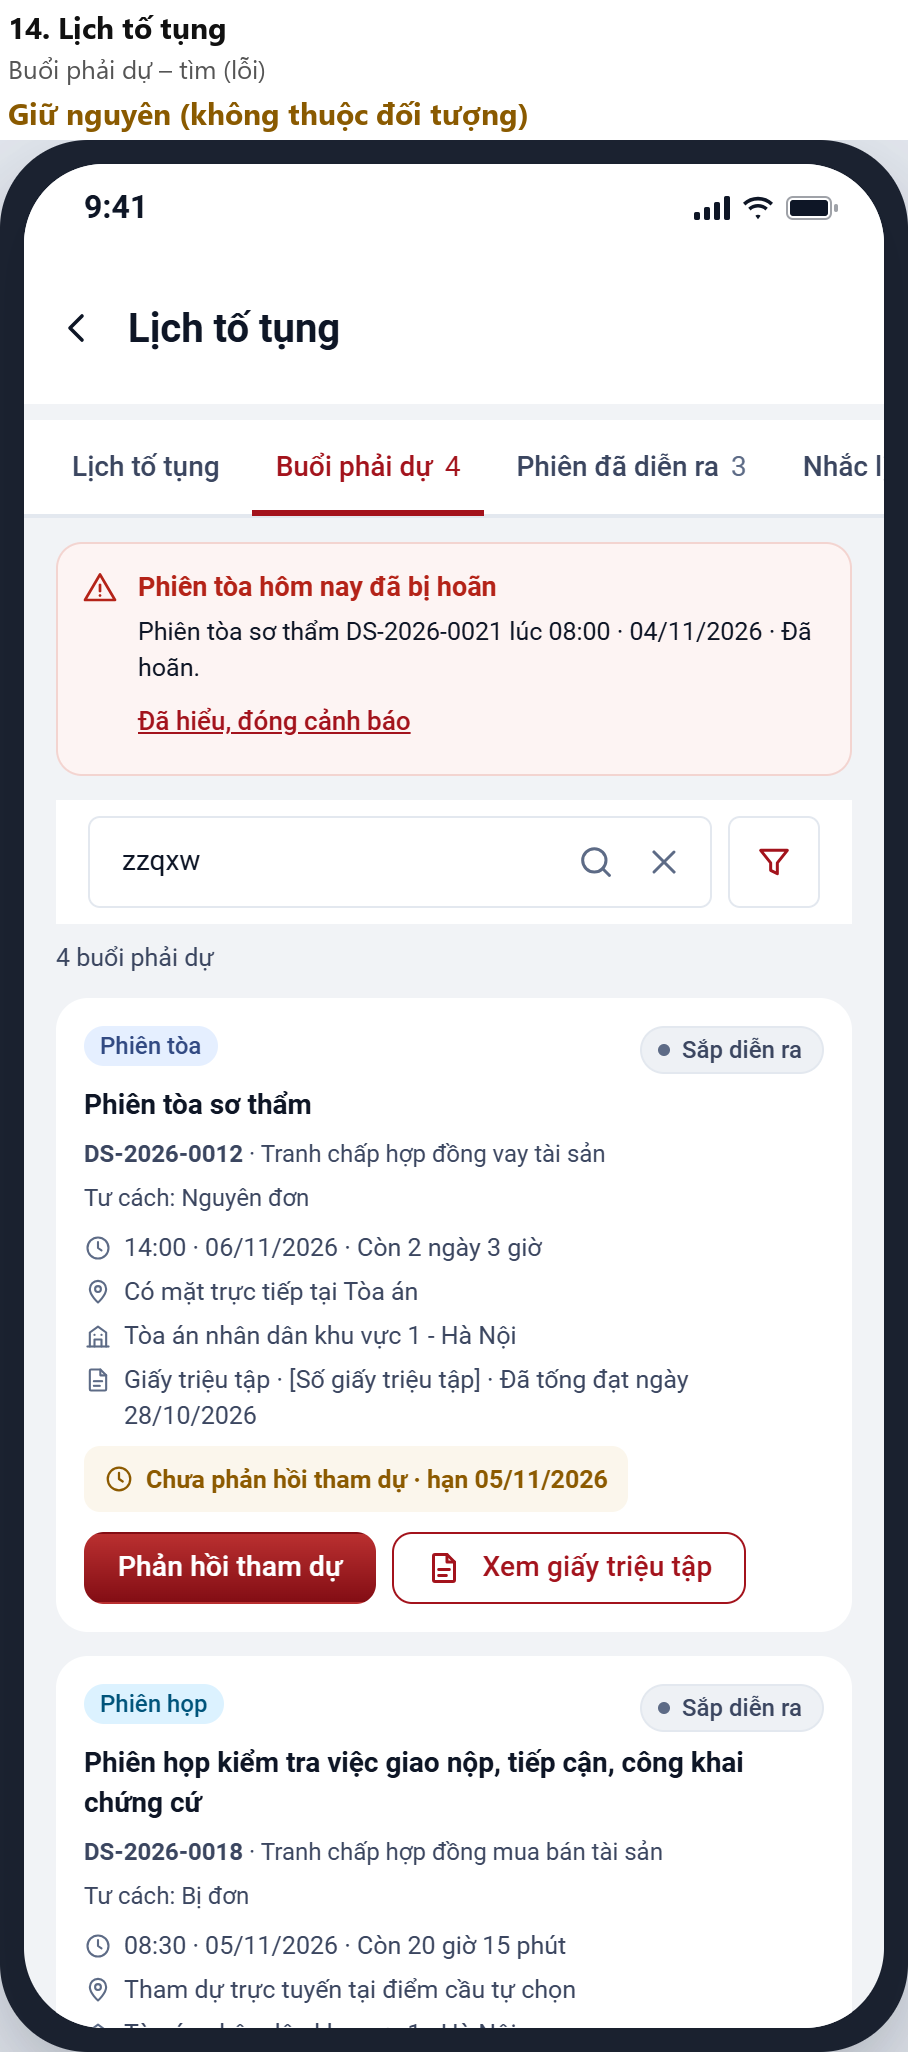 14. Lịch tố tụng
Buổi phải dự – tìm (lỗi)
Giữ nguyên (không thuộc đối tượng)
9:41
Lịch tố tụng
Lịch tố tụng
Buổi phải dự 4
Phiên đã diễn ra 3
Nhắc l
Phiên tòa hôm nay đã bị hoãn
Phiên tòa sơ thẩm DS-2026-0021 lúc 08:00 · 04/11/2026 · Đã
hoãn.
Đã hiểu, đóng cảnh báo
zzqxw
4 buổi phải dự
Phiên tòa
Sắp diễn ra
Phiên tòa sơ thẩm
DS-2026-0012 · Tranh chấp hợp đồng vay tài sản
Tư cách: Nguyên đơn
14:00 · 06/11/2026 · Còn 2 ngày 3 giờ
Có mặt trực tiếp tại Tòa án
Tòa án nhân dân khu vực 1 - Hà Nội
Giấy triệu tập · [Số giấy triệu tập] · Đã tống đạt ngày
28/10/2026
Chưa phản hồi tham dự · hạn 05/11/2026
Phản hồi tham dự
Xem giấy triệu tập
Phiên họp
Sắp diễn ra
Phiên họp kiểm tra việc giao nộp, tiếp cận, công khai
chứng cứ
DS-2026-0018 · Tranh chấp hợp đồng mua bán tài sản
Tư cách: Bị đơn
08:30 · 05/11/2026 · Còn 20 giờ 15 phút
Tham dự trực tuyến tại điểm cầu tự chọn